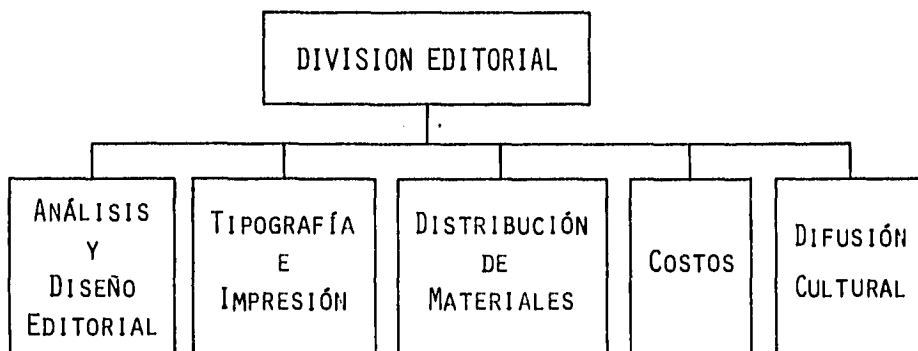 DIVISION EDITORIAL
ANÁLISIS
Y
DISEÑO
EDITORIAL
TIPOGRAFÍA
E
IMPRESIÓN
DISTRIBUCIÓN
DE
MATERIALES
COSTOS
DIFUSIÓN
CULTURAL